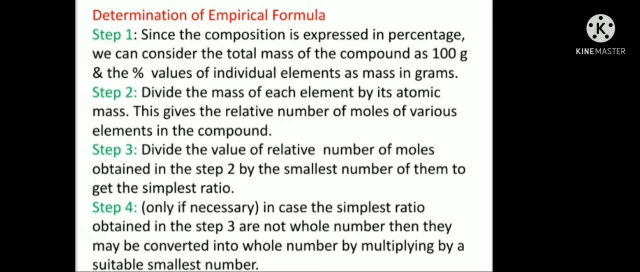 Determination of Empirical Formula
Step 1: Since the composition is expressed in percentage,
we can consider the total mass of the compound as 100 g
& the % values of individual elements as mass in grams.
Step 2: Divide the mass of each element by its atomic
mass. This gives the relative number of moles of various
elements in the compound.
Step 3: Divide the value of relative number of moles
obtained in the step 2 by the smallest number of them to
get the simplest ratio.
Step 4: (only if necessary) in case the simplest ratio
obtained in the step 3 are not whole number then they
may be converted into whole number by multiplying by a
suitable smallest number.
K
KINEMASTER